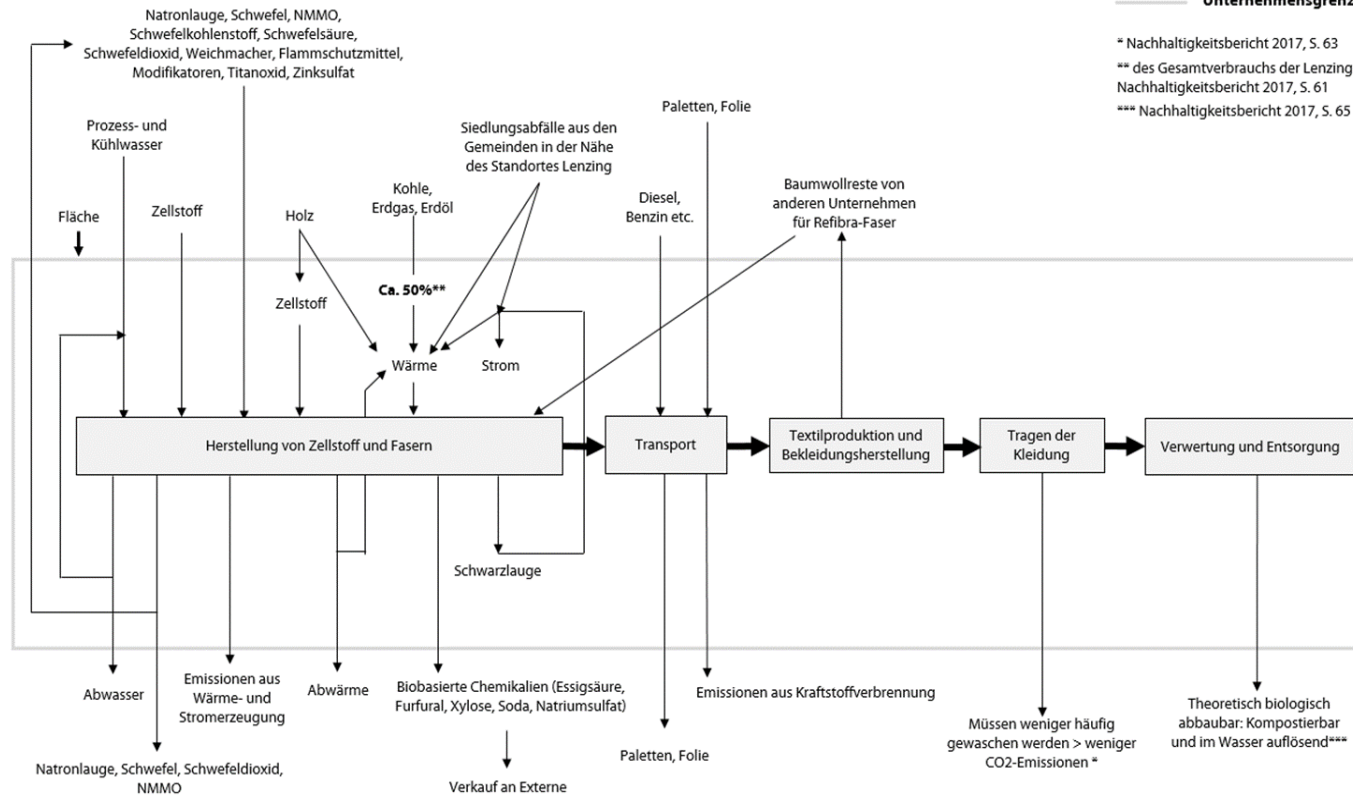 Unternehmensgrenz
* Nachhaltigkeitsbericht 2017, S. 63
** des Gesamtverbrauchs der Lenzing
Nachhaltigkeitsbericht 2017, S. 61
*** Nachhaltigkeitsbericht 2017, S. 65
Natronlauge, Schwefel, NMMO,
Schwefelkohlenstoff, Schwefelsäure,
Schwefeldioxid, Weichmacher, Flammschutzmittel,
Modifikatoren, Titanoxid, Zinksulfat
Prozess- und
Kühlwasser
Siedlungsabfälle aus den
Gemeinden in der Nähe
des Standortes Lenzing
Paletten, Folie
Fläche
Zellstoff
Holz
Kohle,
Erdgas, Erdöl
Diesel,
Benzin etc.
Baumwollreste von
anderen Unternehmen
für Refibra-Faser
Zellstoff
Ca. 50%**
Wärme
Strom
Herstellung von Zellstoff und Fasern
Transport
Textilproduktion und
Bekleidungsherstellung
Tragen der
Kleidung
Verwertung und Entsorgung
Schwarzlauge
Abwasser
Emissionen aus
Wärme- und
Stromerzeugung
Abwärme
Biobasierte Chemikalien (Essigsäure,
Furfural, Xylose, Soda, Natriumsulfat)
Emissionen aus Kraftstoffverbrennung
Müssen weniger häufig
gewaschen werden > weniger
CO2-Emissionen *
Theoretisch biologisch
abbaubar: Kompostierbar
und im Wasser auflösend***
Natronlauge, Schwefel, Schwefeldioxid,
NMMO
Verkauf an Externe
Paletten, Folie